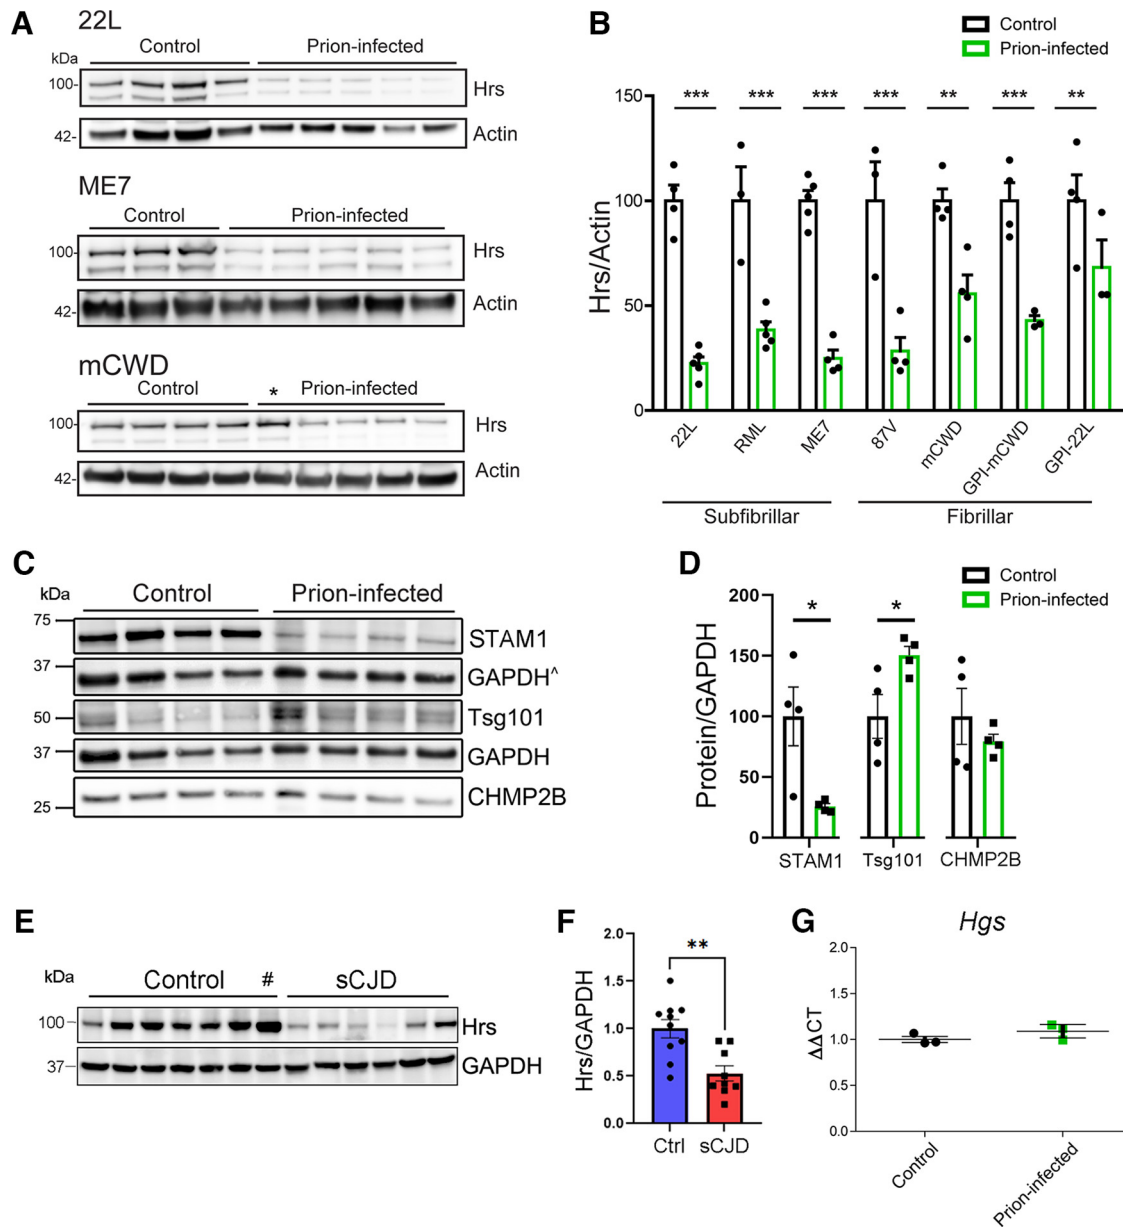 A
22L
Control Prion-infected
kDa
100- Hrs
42- Actin
ME7
Control Prion-infected
100- Hrs
42- Actin
mCWD
Control * Prion-infected
100- Hrs
42- Actin
B
Control
Prion-infected
*** *** *** *** ** *** **
150
100
50
0
Hrs/Actin
22L RML ME7 87V mCWD GPI-mCWD GPI-22L
Subfibrillar Fibrillar
C
kDa Control Prion-infected
75 STAM1
37 GAPDH^
50 Tsg101
37 GAPDH
25 CHMP2B
D
Control
Prion-infected
* *
200
150
100
50
0
Protein/GAPDH
STAM1 Tsg101 CHMP2B
E
kDa Control # sCJD
100 Hrs
37 GAPDH
F
**
2.0
1.5
1.0
0.5
0.0
Hrs/GAPDH
Ctrl sCJD
G
Hgs
2.0
1.5
1.0
0.5
0.0
ΔΔCT
Control Prion-infected